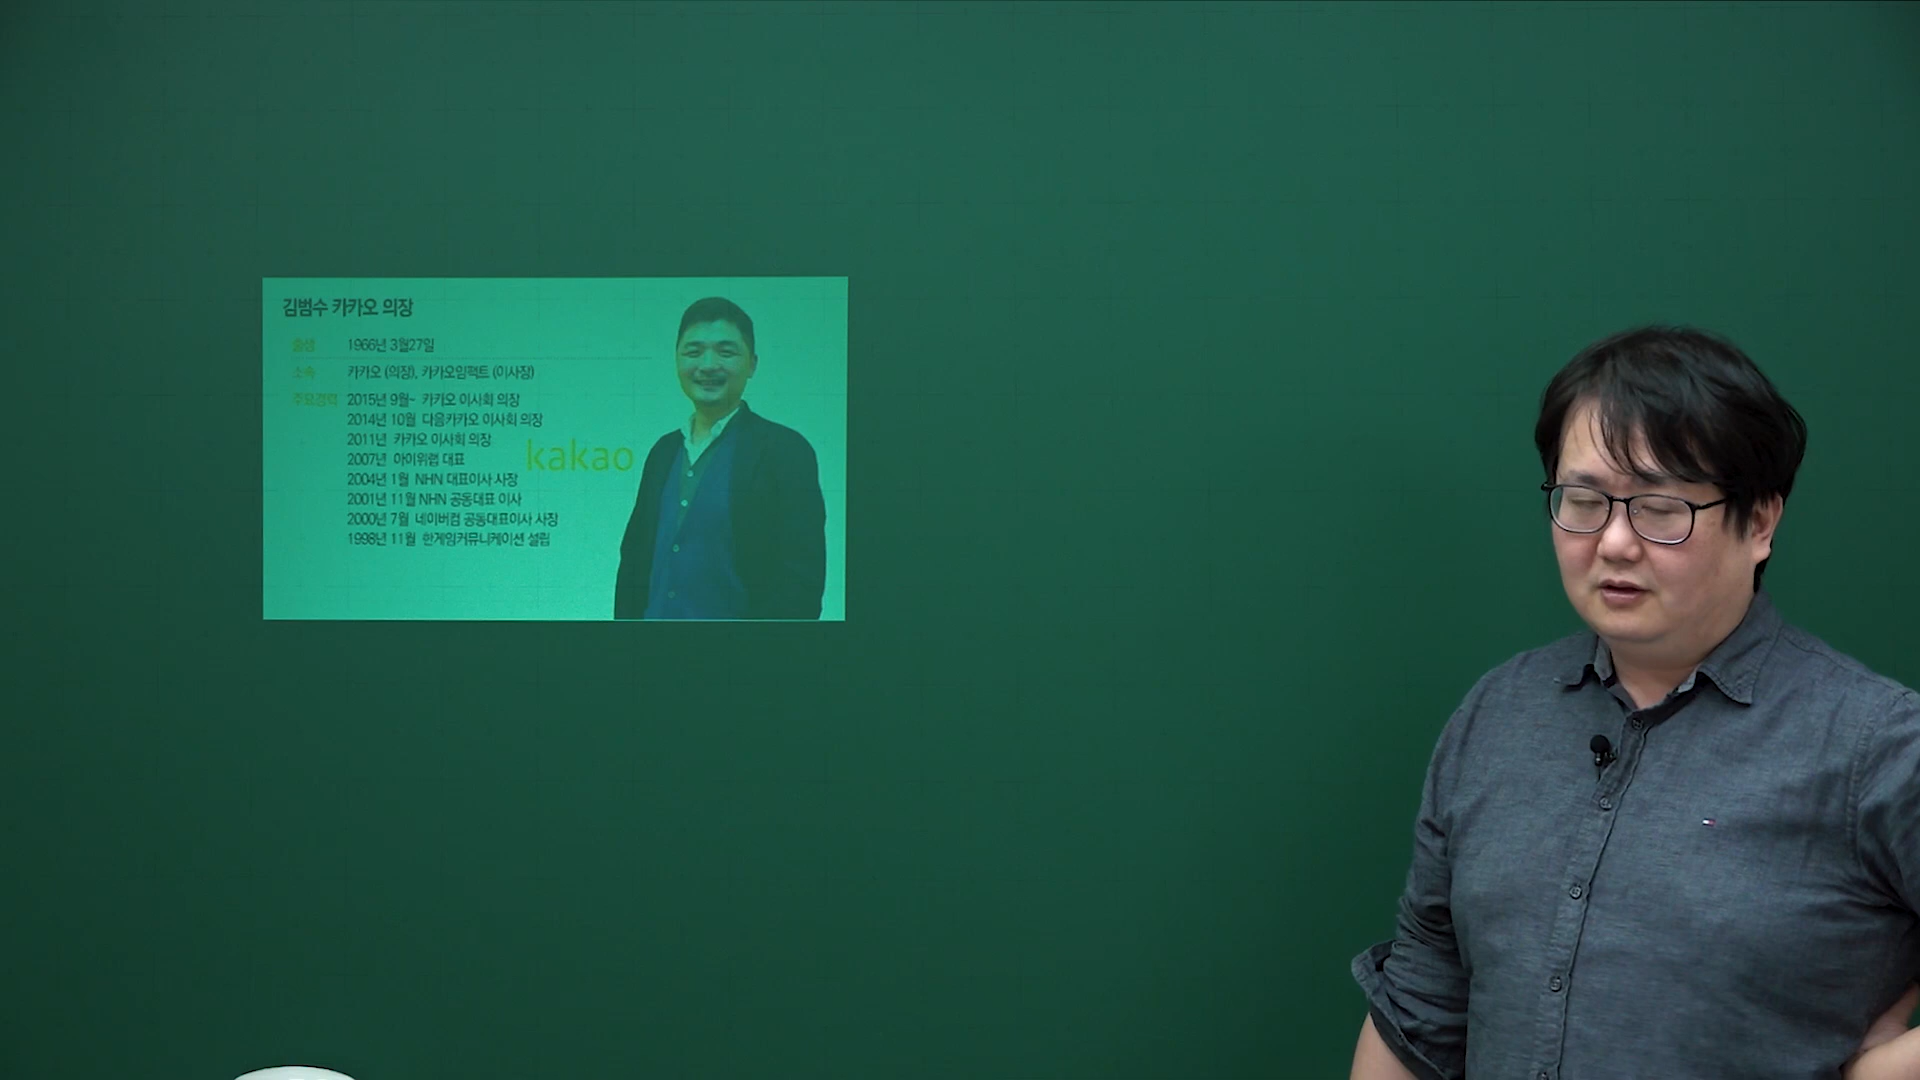 김범수 카카오 의장
출생 1966년 3월27일
소속 카카오 (의장), 카카오임팩트 (이사장)
주요경력 2015년 9월~ 카카오 이사회 의장
2014년 10월 다음카카오 이사회 의장
2011년 카카오 이사회 의장
2007년 아이위랩 대표
2004년 1월 NHN 대표이사 사장
2001년 11월 NHN 공동대표 이사
2000년 7월 네이버컴 공동대표이사 사장
1998년 11월 한게임커뮤니케이션 설립
kakao